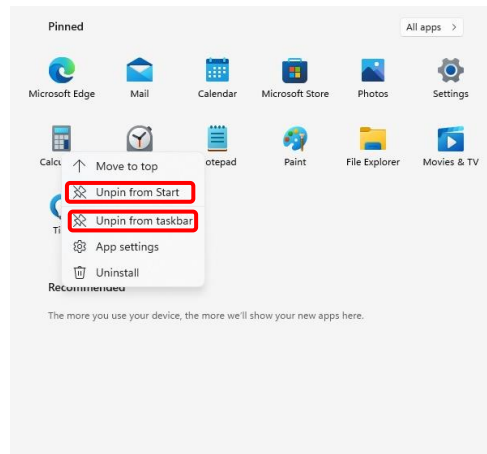 Pinned
All apps >
Microsoft Edge
Mail
Calendar
Microsoft Store
Photos
Settings
Calcu
otepad
Paint
File Explorer
Movies & TV
Move to top
Unpin from Start
Unpin from taskbar
Ti
App settings
Uninstall
Recommended
The more you use your device, the more we'll show your new apps here.